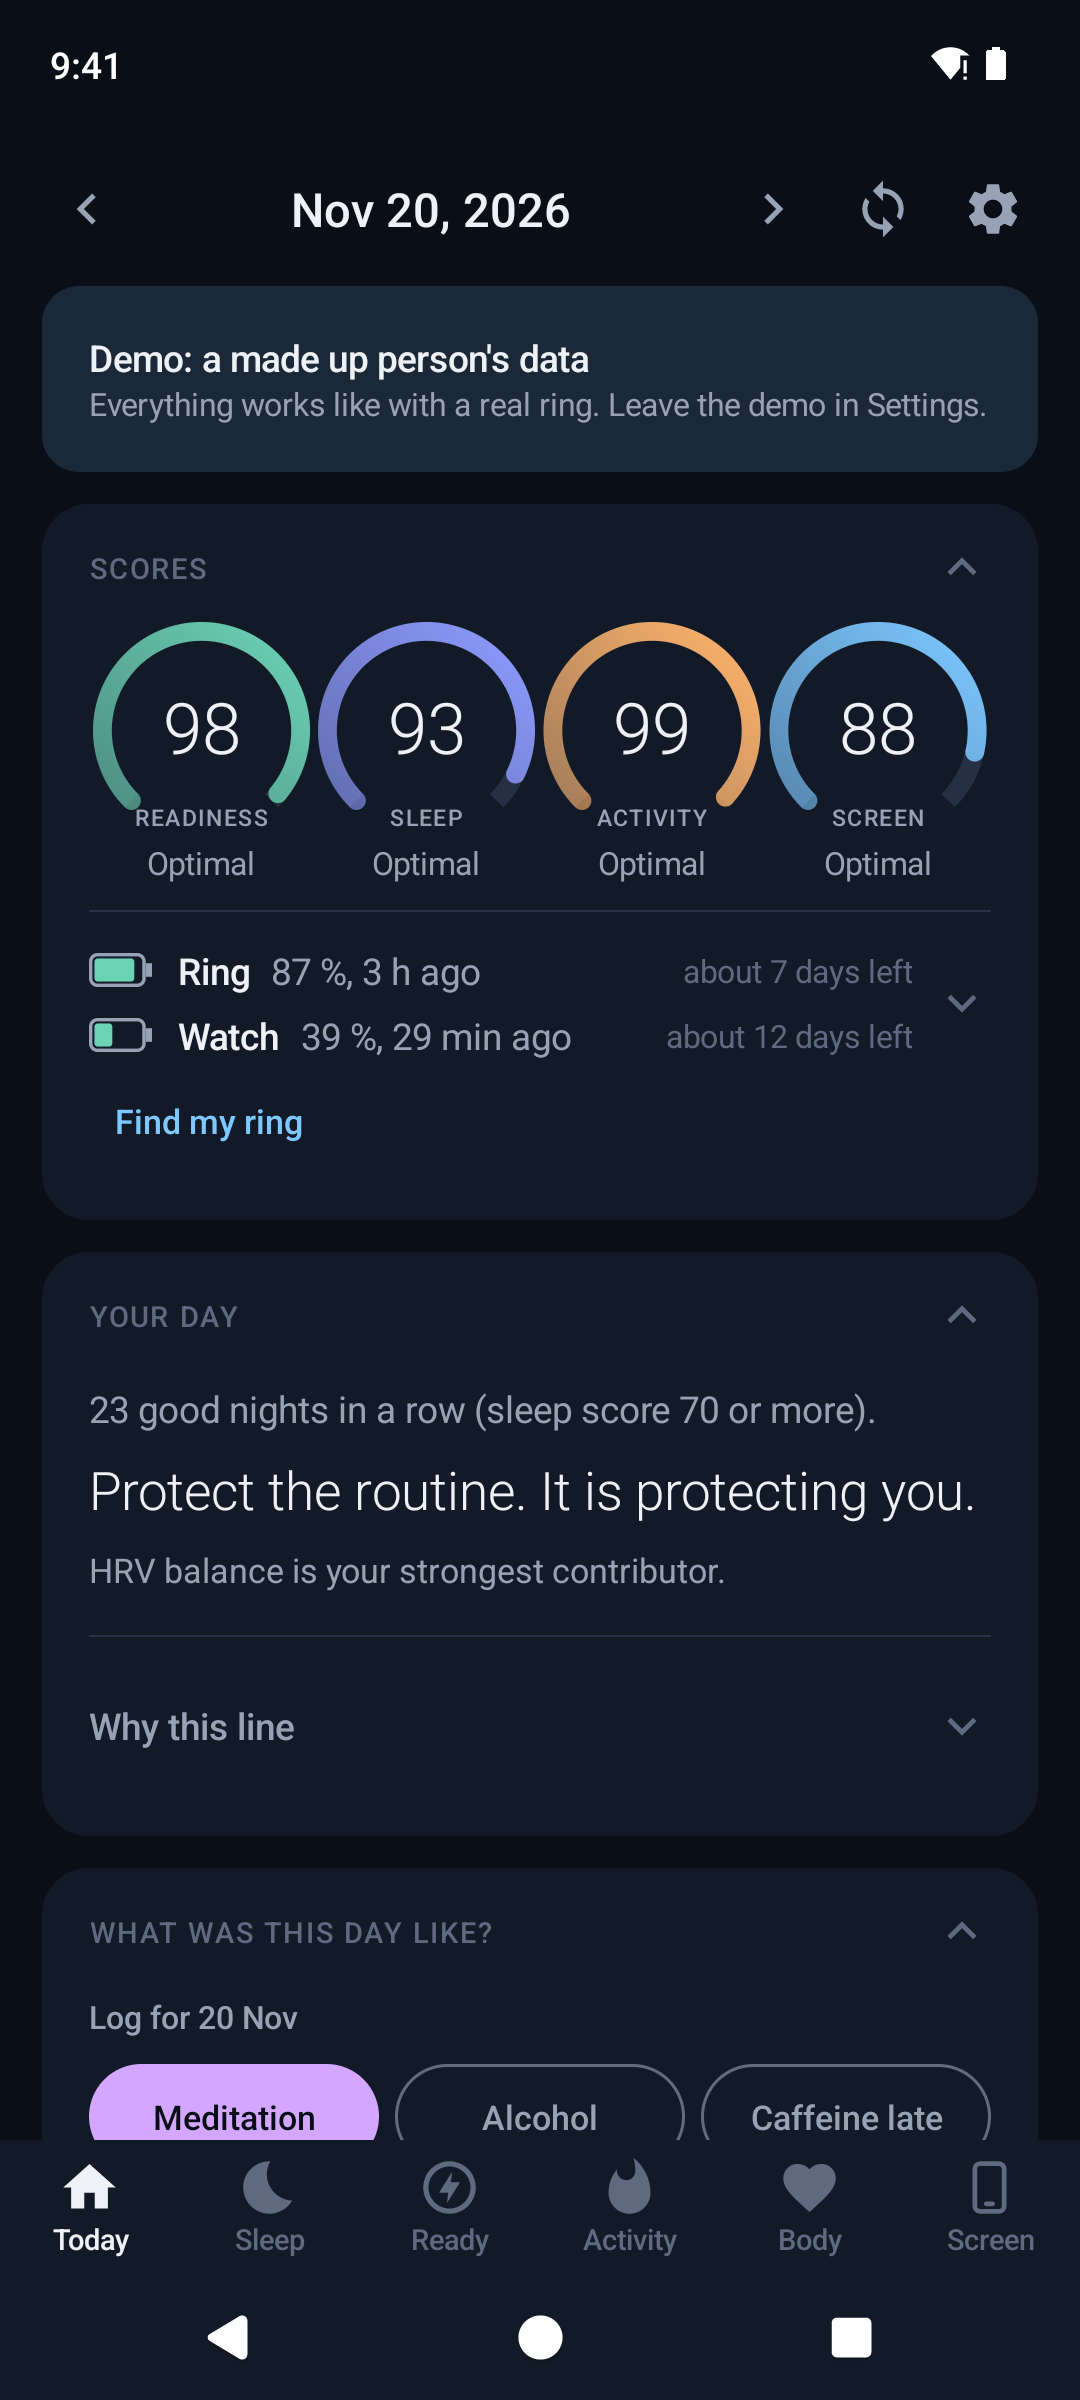 9:41
Nov 20, 2026
Demo: a made up person's data
Everything works like with a real ring. Leave the demo in Settings.
SCORES
98 93 99 88
READINESS SLEEP ACTIVITY SCREEN
Optimal Optimal Optimal Optimal
Ring 87 %, 3 h ago about 7 days left
Watch 39 %, 29 min ago about 12 days left
Find my ring
YOUR DAY
23 good nights in a row (sleep score 70 or more).
Protect the routine. It is protecting you.
HRV balance is your strongest contributor.
Why this line
WHAT WAS THIS DAY LIKE?
Log for 20 Nov
Meditation Alcohol Caffeine late
Today Sleep Ready Activity Body Screen